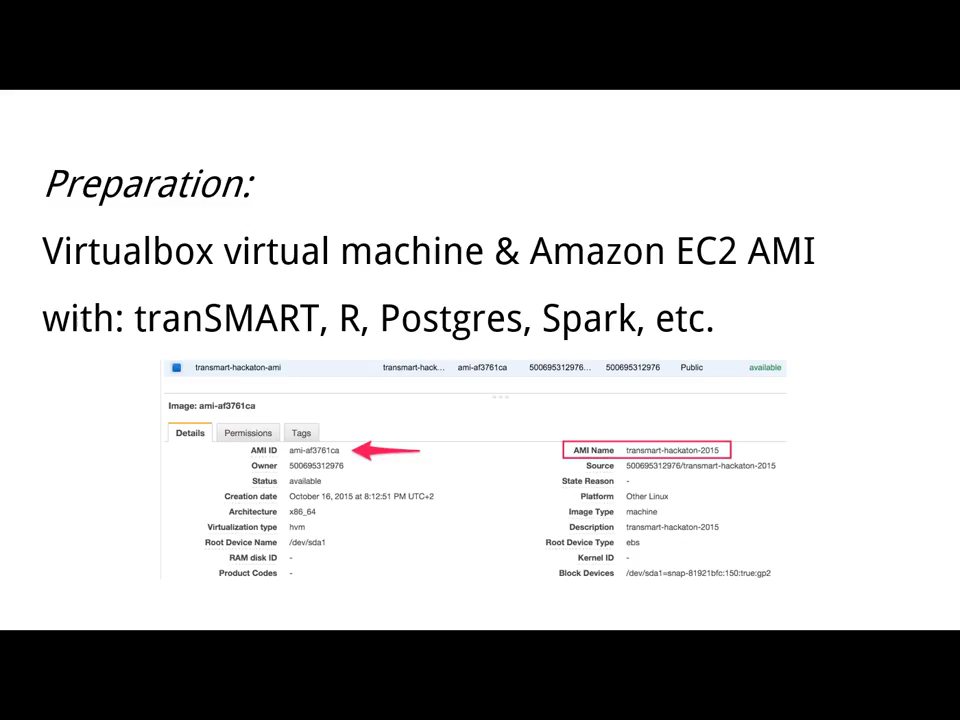 Preparation:
Virtualbox virtual machine & Amazon EC2 AMI
with: tranSMART, R, Postgres, Spark, etc.
transmart-hackaton-ami transmart-hack... ami-af3761ca 500695312976... 500695312976 Public available
Image: ami-af3761ca
Details Permissions Tags
AMI ID ami-af3761ca AMI Name transmart-hackaton-2015
Owner 500695312976 Source 500695312976/transmart-hackaton-2015
Status available State Reason -
Creation date October 16, 2015 at 8:12:51 PM UTC+2 Platform Other Linux
Architecture x86_64 Image Type machine
Virtualization type hvm Description transmart-hackaton-2015
Root Device Name /dev/sda1 Root Device Type ebs
RAM disk ID - Kernel ID -
Product Codes - Block Devices /dev/sda1=snap-81921bfc:150:true:gp2